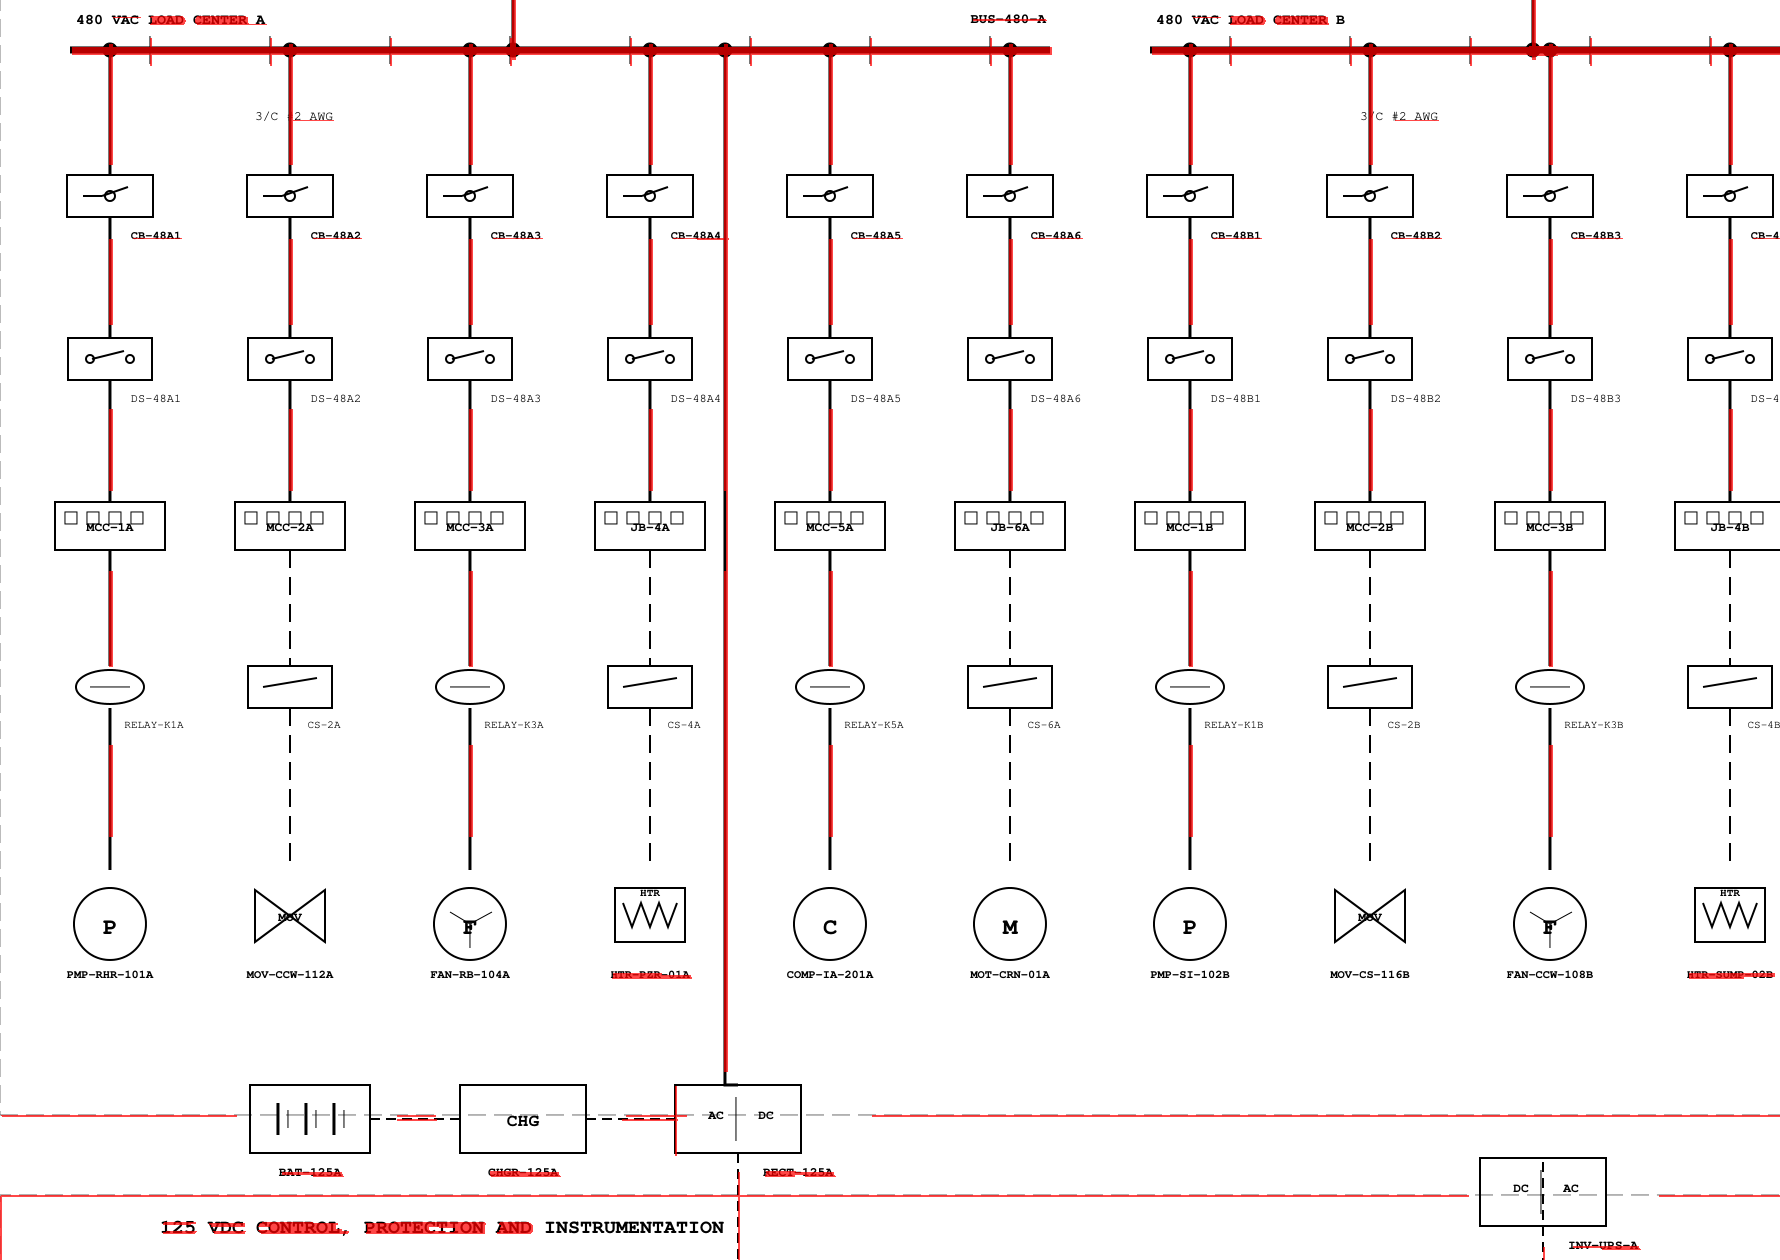 480 VAC LOAD CENTER A BUS-480-A 480 VAC LOAD CENTER B
3/C #2 AWG 3/C #2 AWG
CB-48A1 CB-48A2 CB-48A3 CB-48A4 CB-48A5 CB-48A6 CB-48B1 CB-48B2 CB-48B3 CB-4
DS-48A1 DS-48A2 DS-48A3 DS-48A4 DS-48A5 DS-48A6 DS-48B1 DS-48B2 DS-48B3 DS-4
MCC-1A MCC-2A MCC-3A JB-4A MCC-5A JB-6A MCC-1B MCC-2B MCC-3B JB-4B
RELAY-K1A CS-2A RELAY-K3A CS-4A RELAY-K5A CS-6A RELAY-K1B CS-2B RELAY-K3B CS-4B
HTR HTR
P MOV F C M P MOV F
PMP-RHR-101A MOV-CCW-112A FAN-RB-104A HTR-PZR-01A COMP-IA-201A MOT-CRN-01A PMP-SI-102B MOV-CS-116B FAN-CCW-108B HTR-SUMP-02B
CHG AC DC
BAT-125A CHGR-125A RECT-125A
DC AC
125 VDC CONTROL, PROTECTION AND INSTRUMENTATION
INV-UPS-A